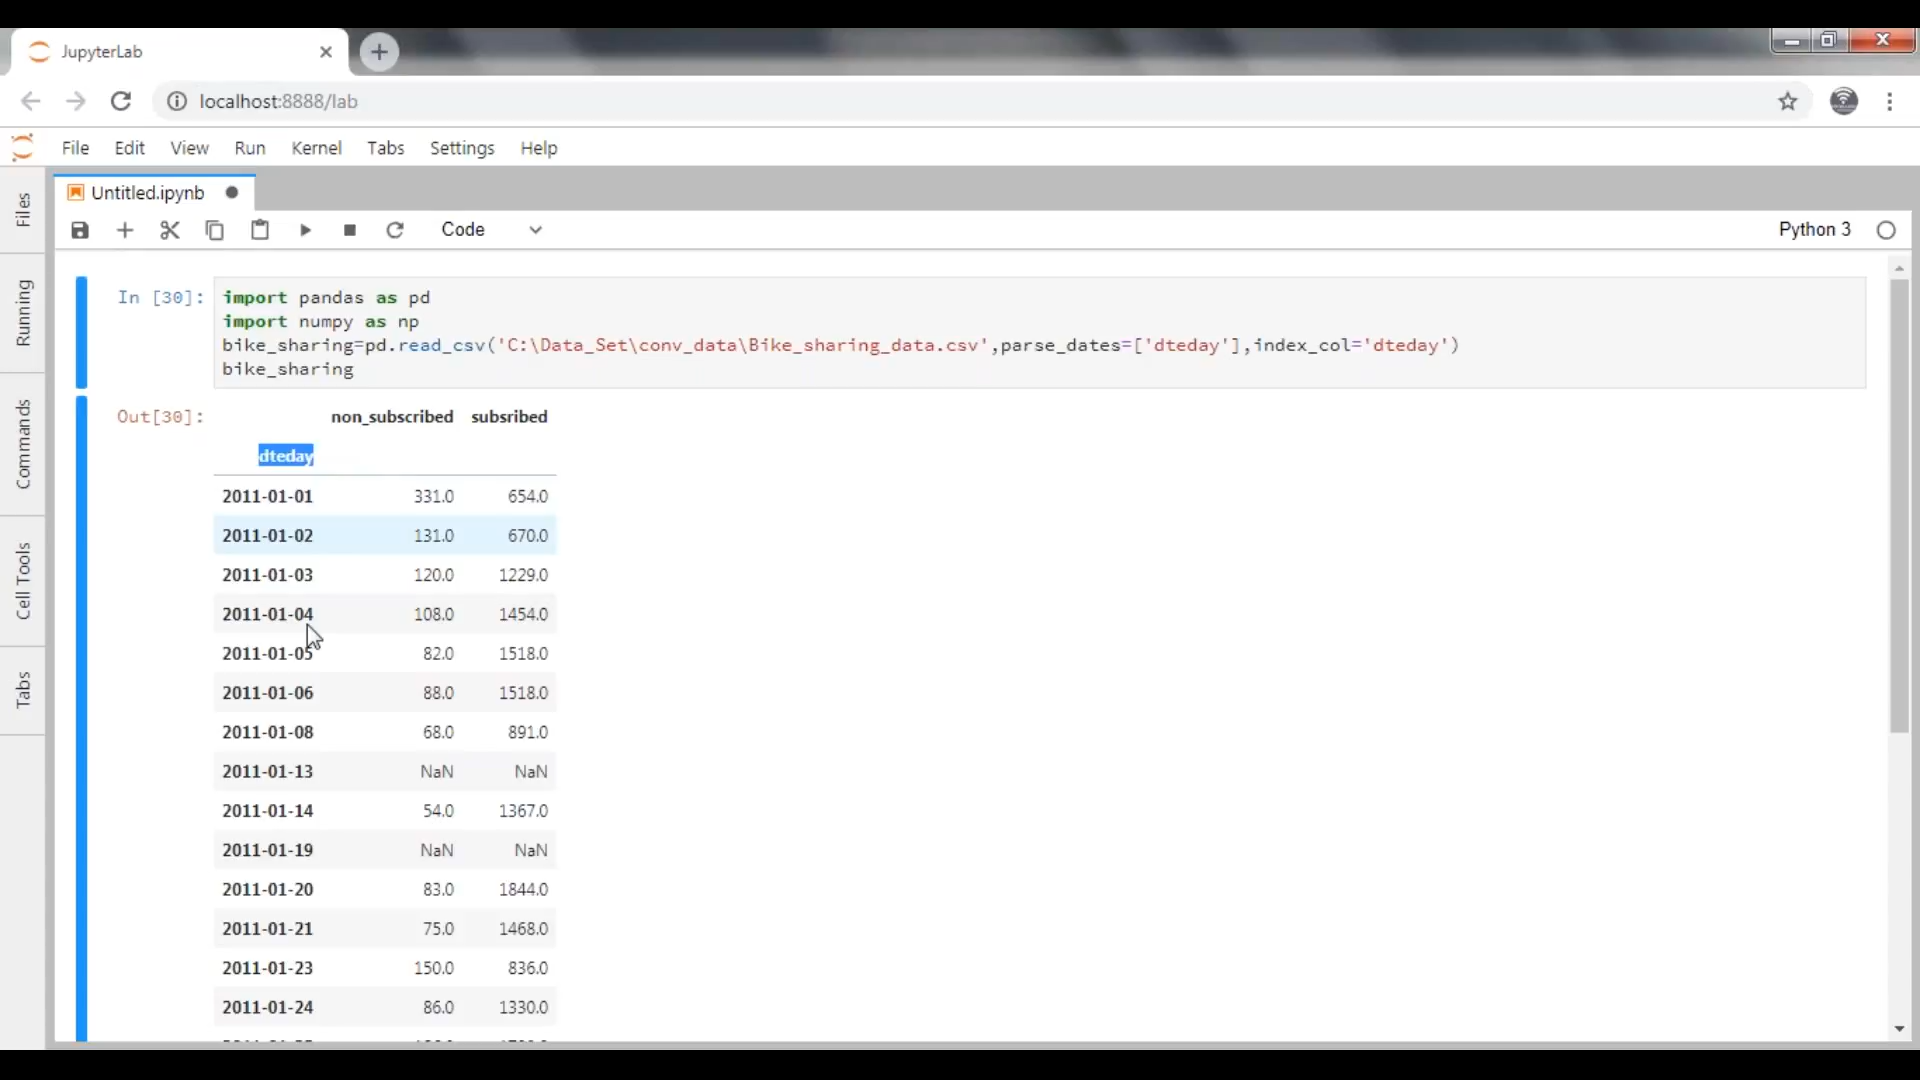 JupyterLab
localhost:8888/lab
File Edit View Run Kernel Tabs Settings Help
Untitled.ipynb
Code
Python 3
Files
Running
Commands
Cell Tools
Tabs
In [30]:
import pandas as pd
import numpy as np
bike_sharing=pd.read_csv('C:\Data_Set\conv_data\Bike_sharing_data.csv',parse_dates=['dteday'],index_col='dteday')
bike_sharing
Out[30]:
non_subscribed subsribed
dteday
2011-01-01 331.0 654.0
2011-01-02 131.0 670.0
2011-01-03 120.0 1229.0
2011-01-04 108.0 1454.0
2011-01-05 82.0 1518.0
2011-01-06 88.0 1518.0
2011-01-08 68.0 891.0
2011-01-13 NaN NaN
2011-01-14 54.0 1367.0
2011-01-19 NaN NaN
2011-01-20 83.0 1844.0
2011-01-21 75.0 1468.0
2011-01-23 150.0 836.0
2011-01-24 86.0 1330.0